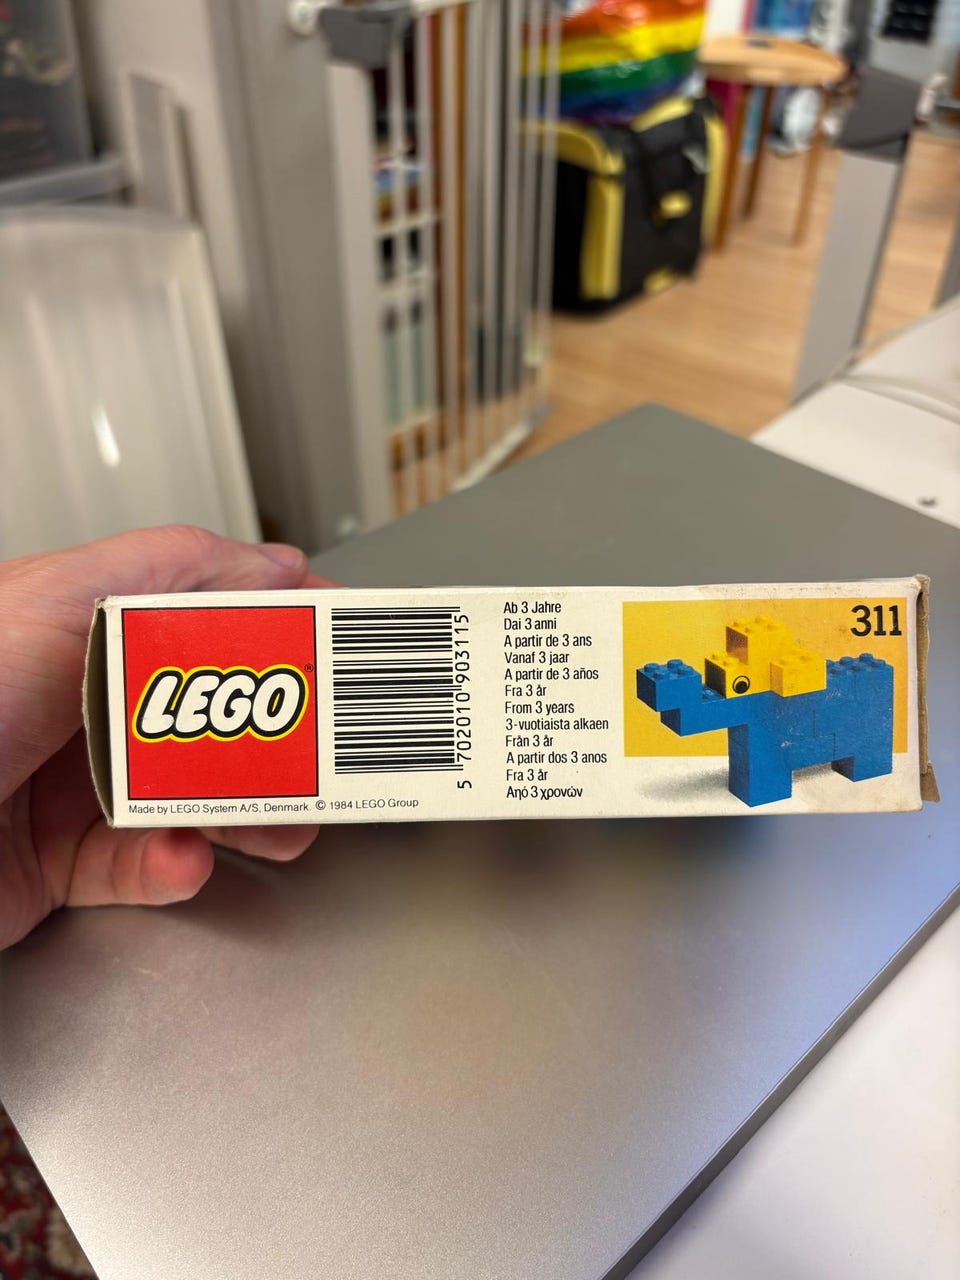 LEGO®
Made by LEGO System A/S, Denmark. © 1984 LEGO Group
5 702010 903115
Ab 3 Jahre
Dai 3 anni
A partir de 3 ans
Vanaf 3 jaar
A partir de 3 años
Fra 3 år
From 3 years
3-vuotiaista alkaen
Från 3 år
A partir dos 3 anos
Fra 3 år
Από 3 χρονών
311